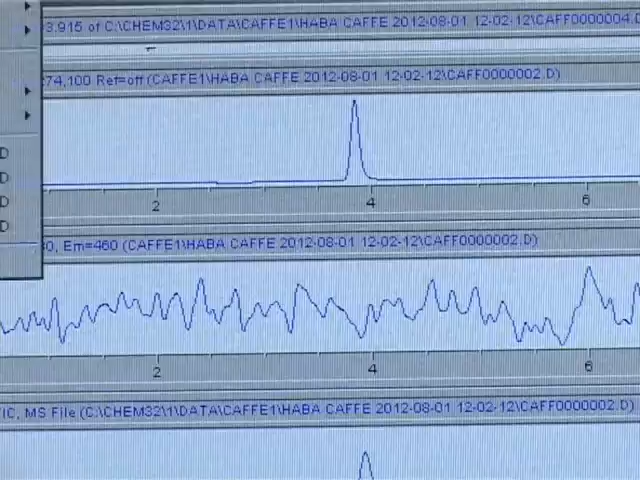 3.915 of C:\CHEM32\1\DATA\CAFFE1\HABA CAFFE 2012-08-01 12-02-12\CAFF0000004.D
:74,100 Ref=off (CAFFE1\HABA CAFFE 2012-08-01 12-02-12\CAFF0000002.D)
D
D
D
D
2 4 6
0, Em=460 (CAFFE1\HABA CAFFE 2012-08-01 12-02-12\CAFF0000002.D)
2 4 6
IC, MS File (C:\CHEM32\1\DATA\CAFFE1\HABA CAFFE 2012-08-01 12-02-12\CAFF0000002.D)